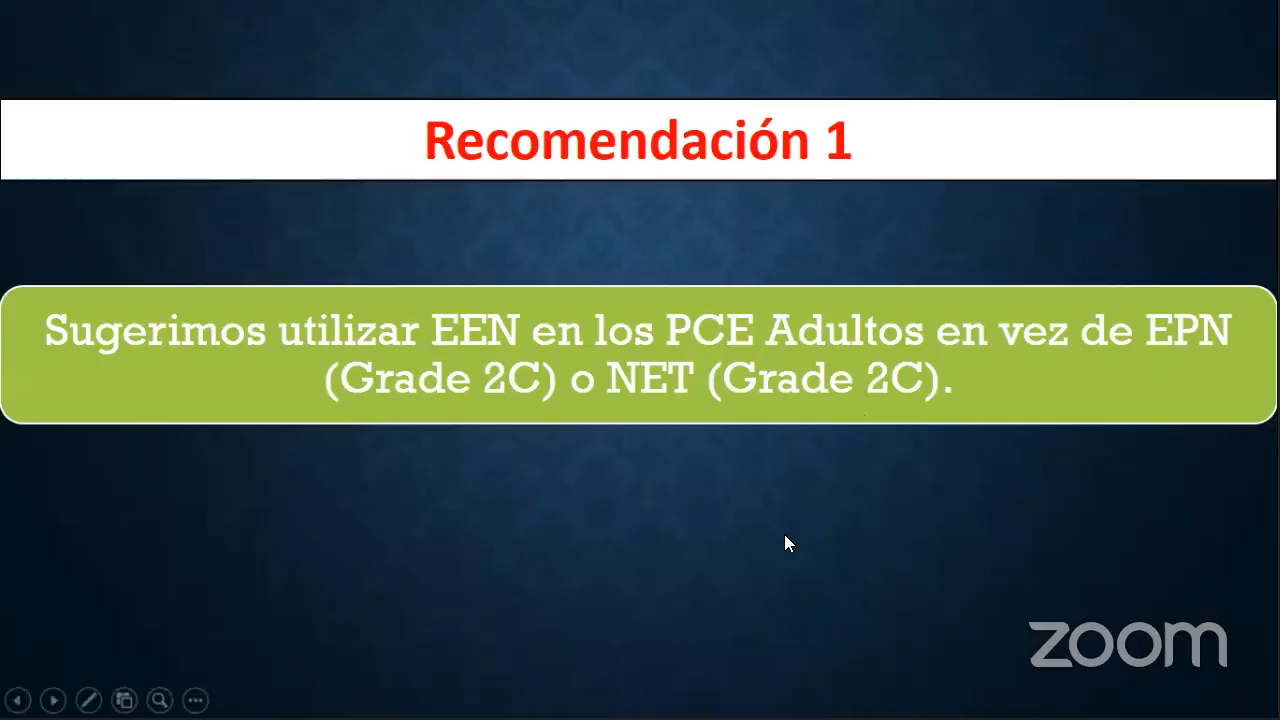 Recomendación 1
Sugerimos utilizar EEN en los PCE Adultos en vez de EPN
(Grade 2C) o NET (Grade 2C).
zoom